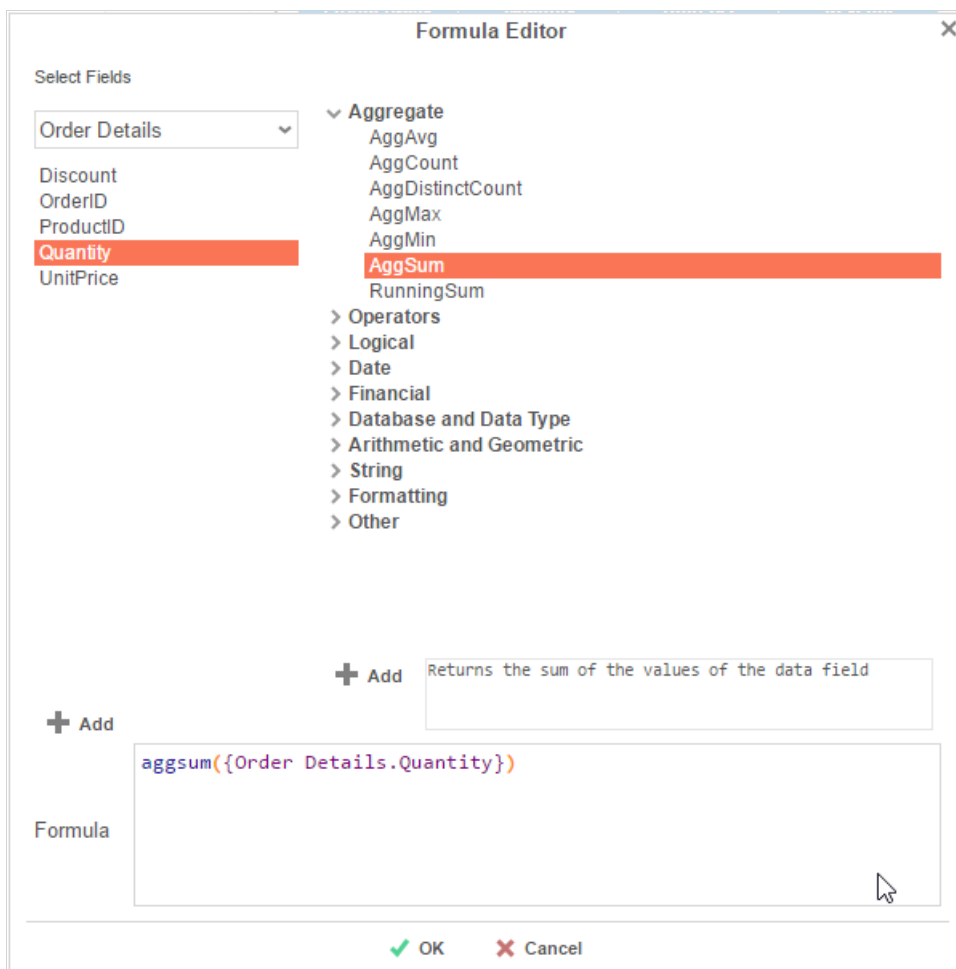 Formula Editor
Select Fields
Order Details
Discount
OrderID
ProductID
Quantity
UnitPrice
Aggregate
AggAvg
AggCount
AggDistinctCount
AggMax
AggMin
AggSum
RunningSum
Operators
Logical
Date
Financial
Database and Data Type
Arithmetic and Geometric
String
Formatting
Other
Add
Returns the sum of the values of the data field
Add
Formula
aggsum({Order Details.Quantity})
OK
Cancel